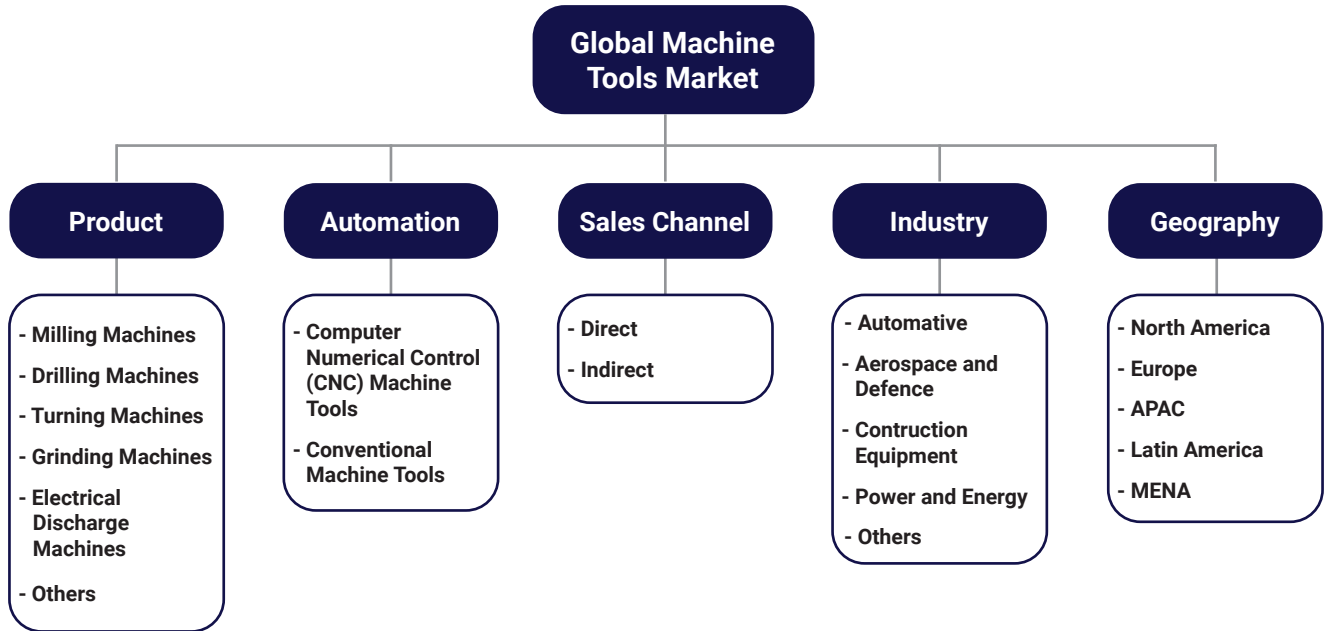 Global Machine
Tools Market
Product
Automation
Sales Channel
Industry
Geography
- Milling Machines
- Drilling Machines
- Turning Machines
- Grinding Machines
- Electrical
Discharge
Machines
- Others
- Computer
Numerical Control
(CNC) Machine
Tools
- Conventional
Machine Tools
- Direct
- Indirect
- Automative
- Aerospace and
Defence
- Contruction
Equipment
- Power and Energy
- Others
- North America
- Europe
- APAC
- Latin America
- MENA